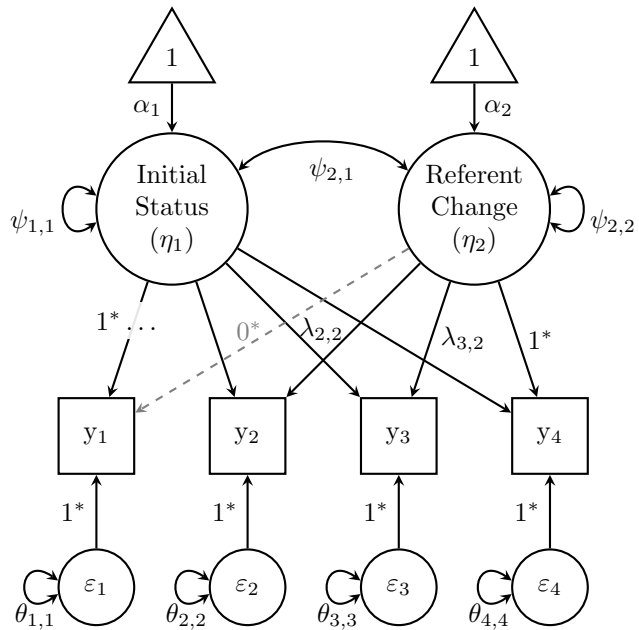 1
1
α₁
α₂
Initial
Status
(η₁)
Referent
Change
(η₂)
ψ₂,₁
ψ₁,₁
ψ₂,₂
1* ...
0*
λ₂,₂
λ₃,₂
1*
y₁
y₂
y₃
y₄
1*
1*
1*
1*
ε₁
ε₂
ε₃
ε₄
θ₁,₁
θ₂,₂
θ₃,₃
θ₄,₄